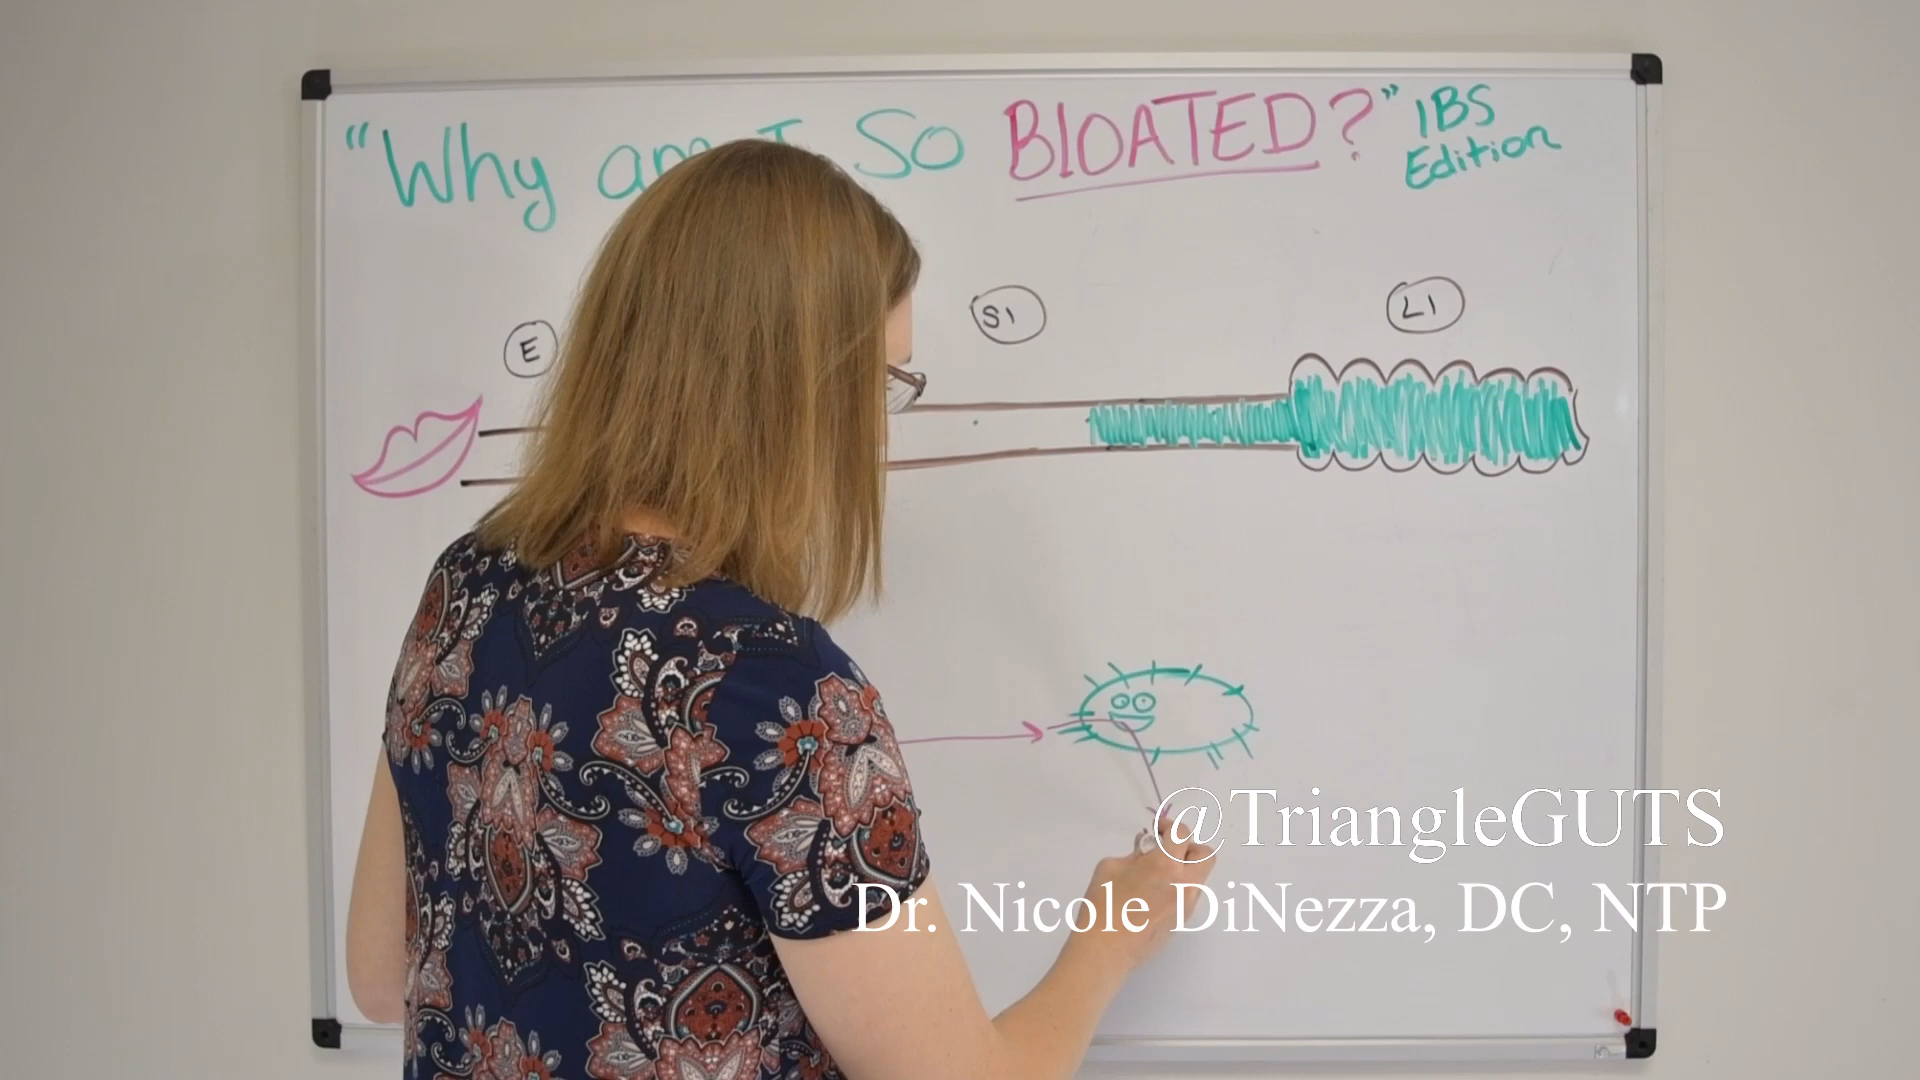 "Why am I So BlOATED?" IBS
Edition
E
SI
LI
@TriangleGUTS
Dr. Nicole DiNezza, DC, NTP